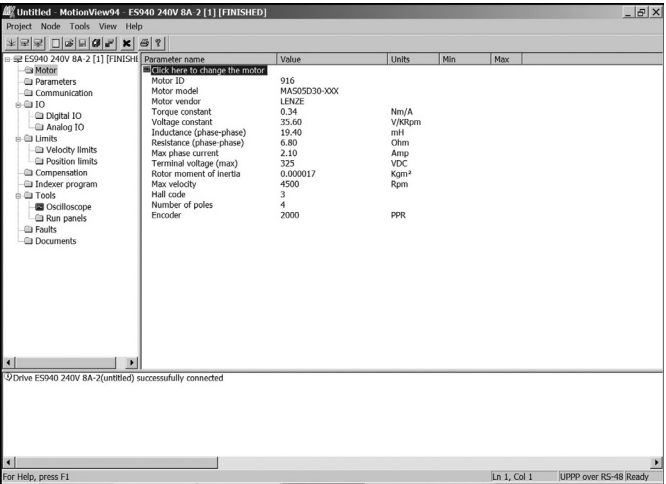 Untitled - MotionView94 - ES940 240V 8A-2 [1] [FINISHED]
Project Node Tools View Help
ES940 240V 8A-2 [1] [FINISHE
Motor
Parameters
Communication
IO
Digital IO
Analog IO
Limits
Velocity limits
Position limits
Compensation
Indexer program
Tools
Oscilloscope
Run panels
Faults
Documents
Parameter name Value Units Min Max
Click here to change the motor
Motor ID 916
Motor model MAS05D30-XXX
Motor vendor LENZE
Torque constant 0.34 Nm/A
Voltage constant 35.60 V/KRpm
Inductance (phase-phase) 19.40 mH
Resistance (phase-phase) 6.80 Ohm
Max phase current 2.10 Amp
Terminal voltage (max) 325 VDC
Rotor moment of inertia 0.000017 Kgm²
Max velocity 4500 Rpm
Hall code 3
Number of poles 4
Encoder 2000 PPR
Drive ES940 240V 8A-2(untitled) successufully connected
For Help, press F1 Ln 1, Col 1 UPPP over RS-48 Ready